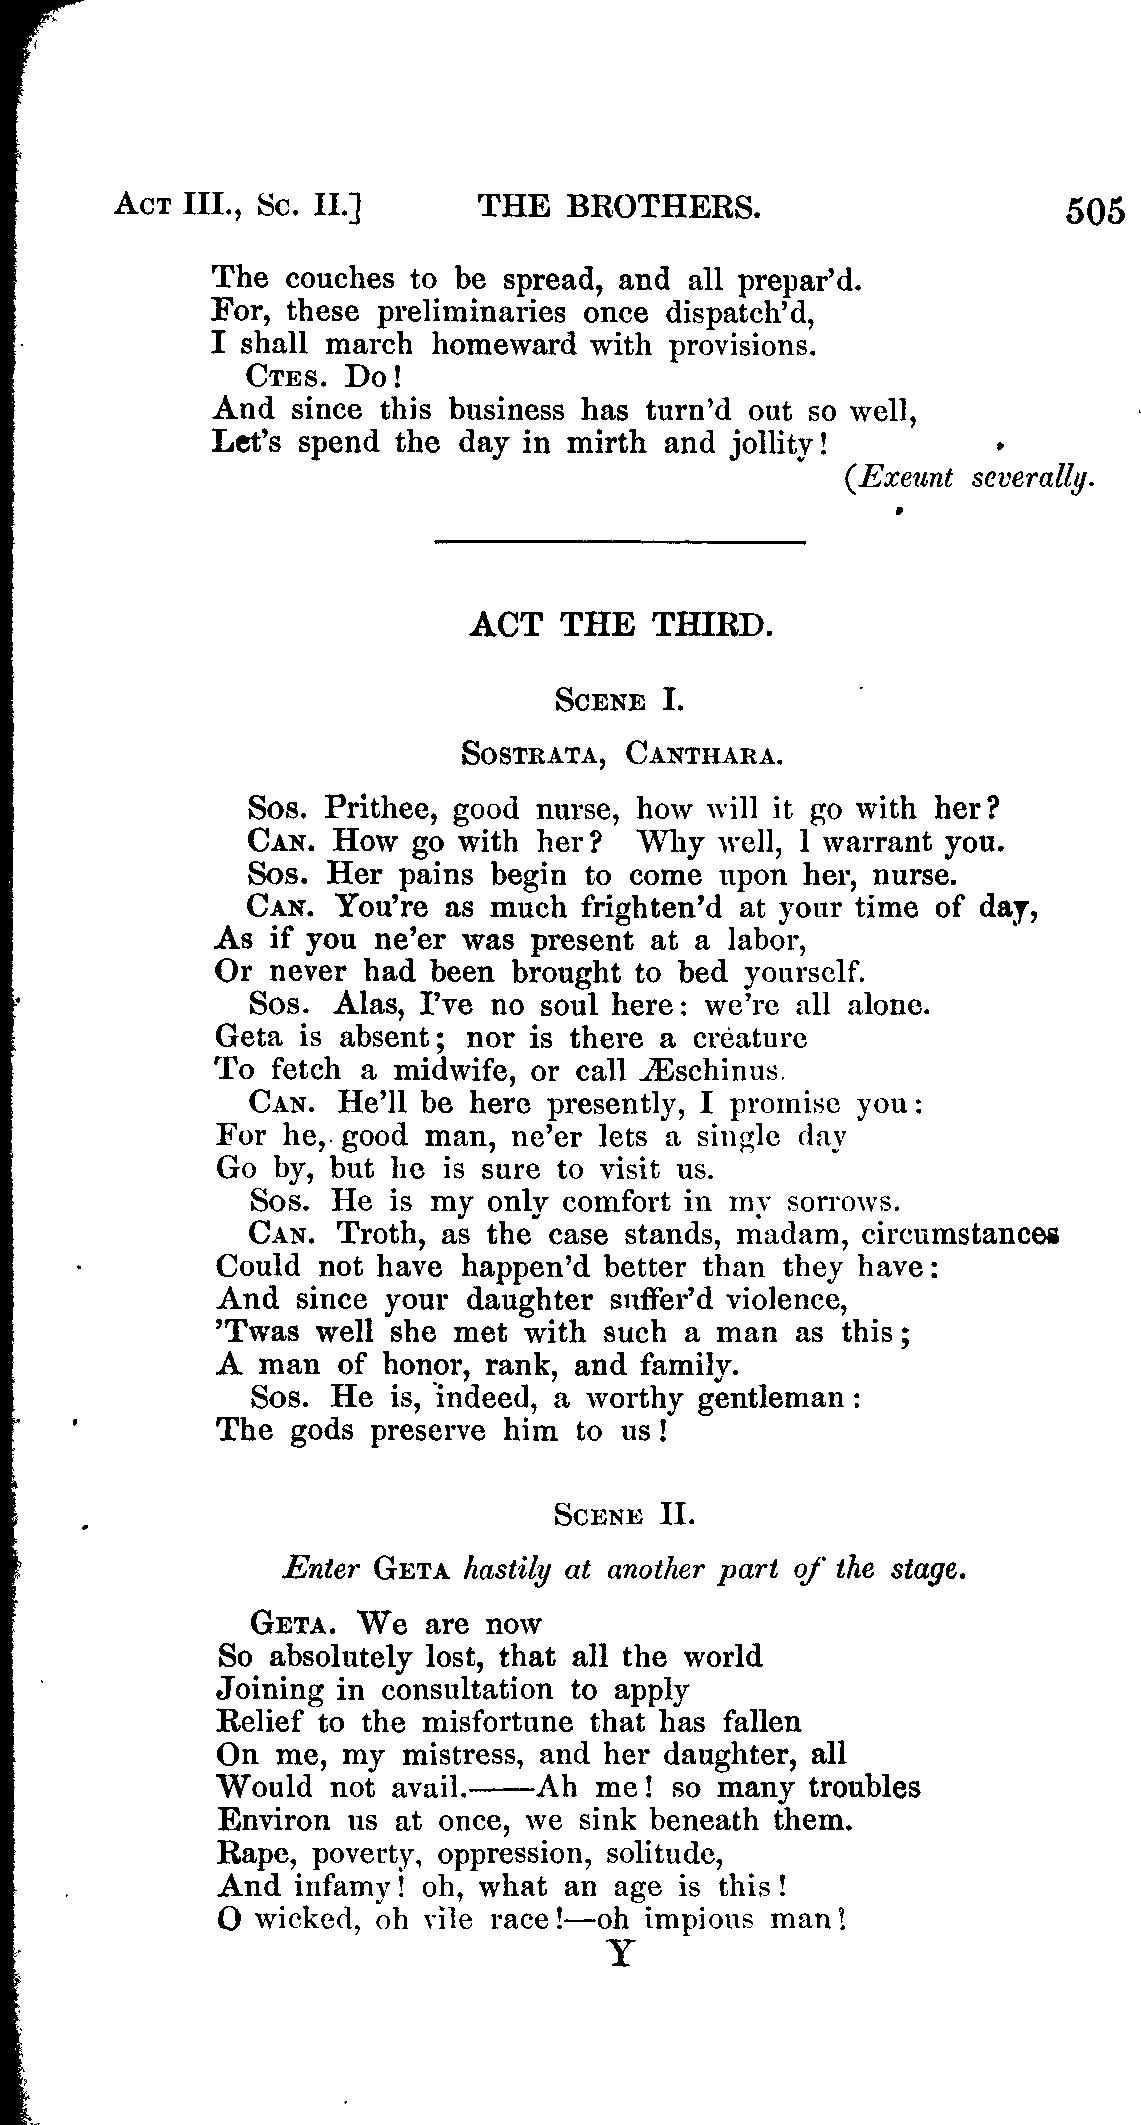 ACT III., SC. II.] THE BROTHERS. 505
The couches to be spread, and all prepar'd.
For, these preliminaries once dispatch'd,
I shall march homeward with provisions.
CTES. Do!
And since this business has turn'd out so well,
Let's spend the day in mirth and jollity!
(Exeunt severally.
ACT THE THIRD.
SCENE I.
SOSTRATA, CANTHARA.
SOS. Prithee, good nurse, how will it go with her?
CAN. How go with her? Why well, I warrant you.
SOS. Her pains begin to come upon her, nurse.
CAN. You're as much frighten'd at your time of day,
As if you ne'er was present at a labor,
Or never had been brought to bed yourself.
SOS. Alas, I've no soul here: we're all alone.
Geta is absent; nor is there a creature
To fetch a midwife, or call Æschinus.
CAN. He'll be here presently, I promise you:
For he, good man, ne'er lets a single day
Go by, but he is sure to visit us.
SOS. He is my only comfort in my sorrows.
CAN. Troth, as the case stands, madam, circumstances
Could not have happen'd better than they have:
And since your daughter suffer'd violence,
'Twas well she met with such a man as this;
A man of honor, rank, and family.
SOS. He is, indeed, a worthy gentleman:
The gods preserve him to us!
SCENE II.
Enter GETA hastily at another part of the stage.
GETA. We are now
So absolutely lost, that all the world
Joining in consultation to apply
Relief to the misfortune that has fallen
On me, my mistress, and her daughter, all
Would not avail.——Ah me! so many troubles
Environ us at once, we sink beneath them.
Rape, poverty, oppression, solitude,
And infamy! oh, what an age is this!
O wicked, oh vile race!—oh impious man!
Y